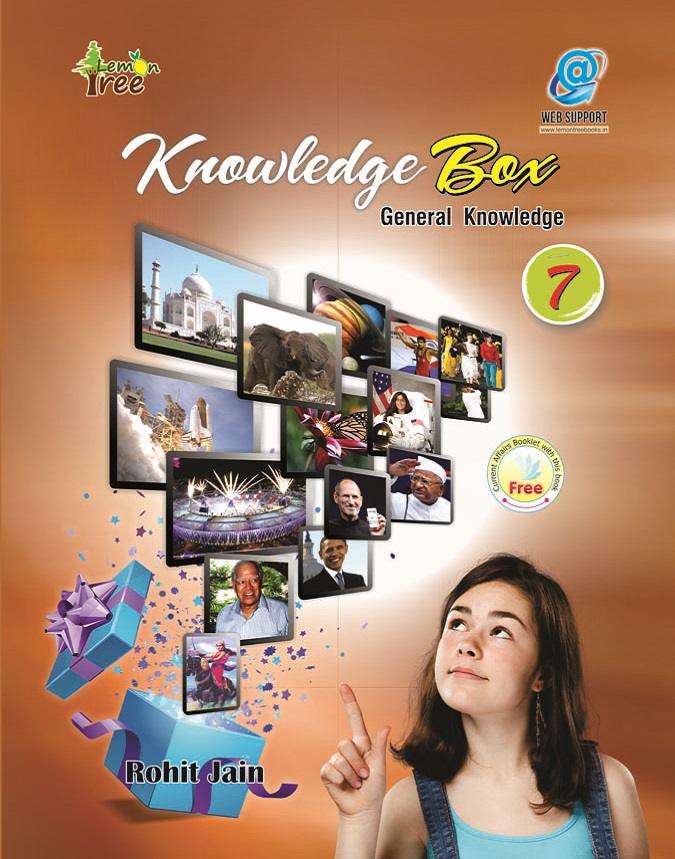 Lemon
Tree
WEB SUPPORT
www.lemontreebooks.in
Knowledge Box
General Knowledge
7
Current Affairs Booklet with this book
Free
Rohit Jain